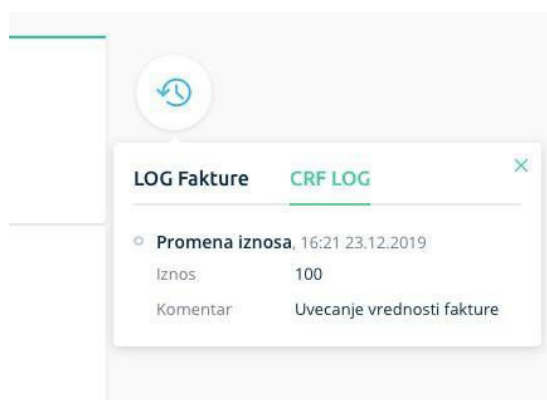 LOG Fakture CRF LOG
Promena iznosa, 16:21 23.12.2019
Iznos 100
Komentar Uvecanje vrednosti fakture